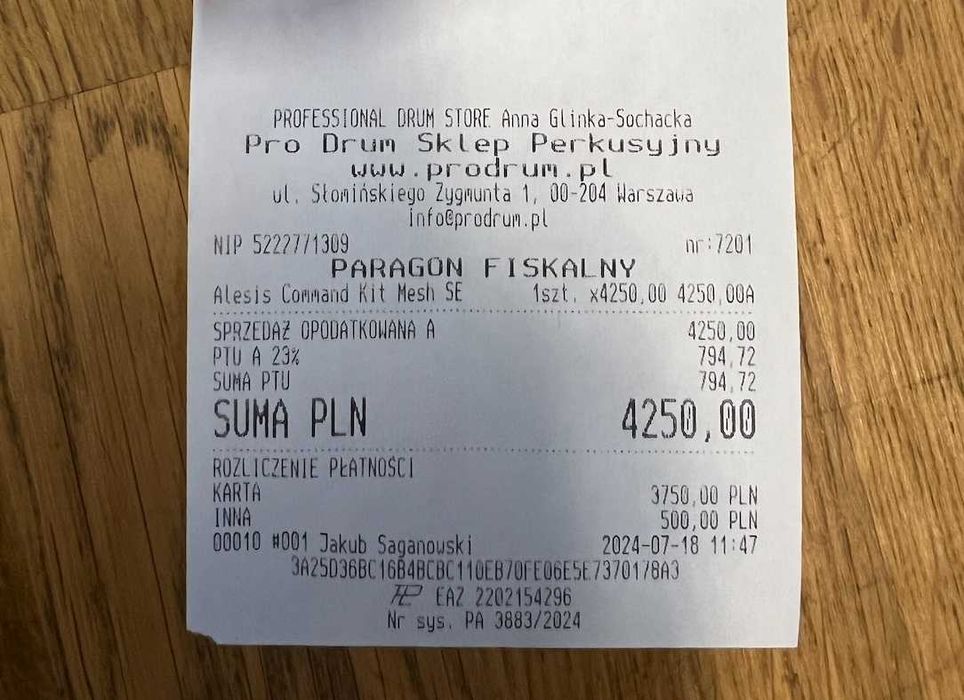 PROFESSIONAL DRUM STORE Anna Glinka-Sochacka
Pro Drum Sklep Perkusyjny
www.prodrum.pl
ul. Słomińskiego Zygmunta 1, 00-204 Warszawa
info@prodrum.pl
NIP 5222771309 nr:7201
PARAGON FISKALNY
Alesis Command Kit Mesh SE 1szt. x4250,00 4250,00A
SPRZEDAŻ OPODATKOWANA A 4250,00
PTU A 23% 794,72
SUMA PTU 794,72
SUMA PLN 4250,00
ROZLICZENIE PŁATNOŚCI
KARTA 3750,00 PLN
INNA 500,00 PLN
00010 #001 Jakub Saganowski 2024-07-18 11:47
3A25D36BC16B4BCBC110EB70FE06E5E7370178A3
EAZ 2202154296
Nr sys. PA 3883/2024